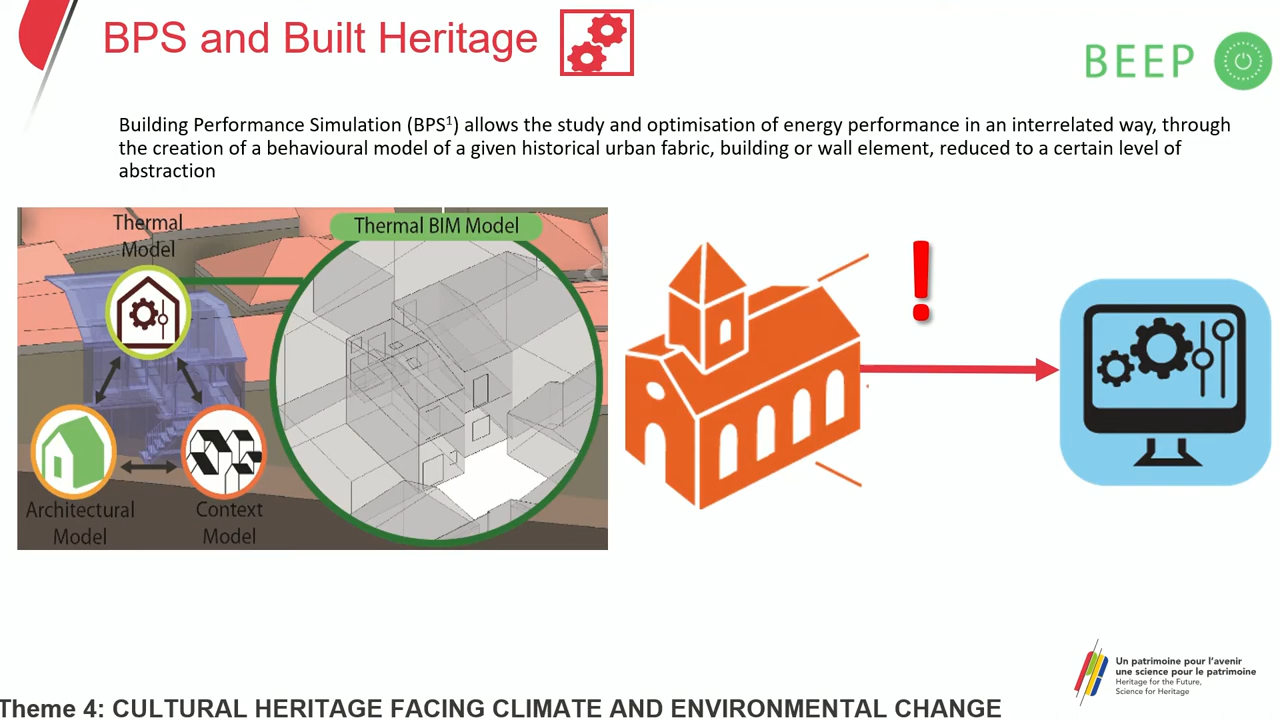 BPS and Built Heritage
BEEP
Building Performance Simulation (BPS¹) allows the study and optimisation of energy performance in an interrelated way, through
the creation of a behavioural model of a given historical urban fabric, building or wall element, reduced to a certain level of
abstraction
Thermal
Model
Thermal BIM Model
Architectural
Model
Context
Model
!
Un patrimoine pour l'avenir
une science pour le patrimoine
Heritage for the Future,
Science for Heritage
Theme 4: CULTURAL HERITAGE FACING CLIMATE AND ENVIRONMENTAL CHANGE